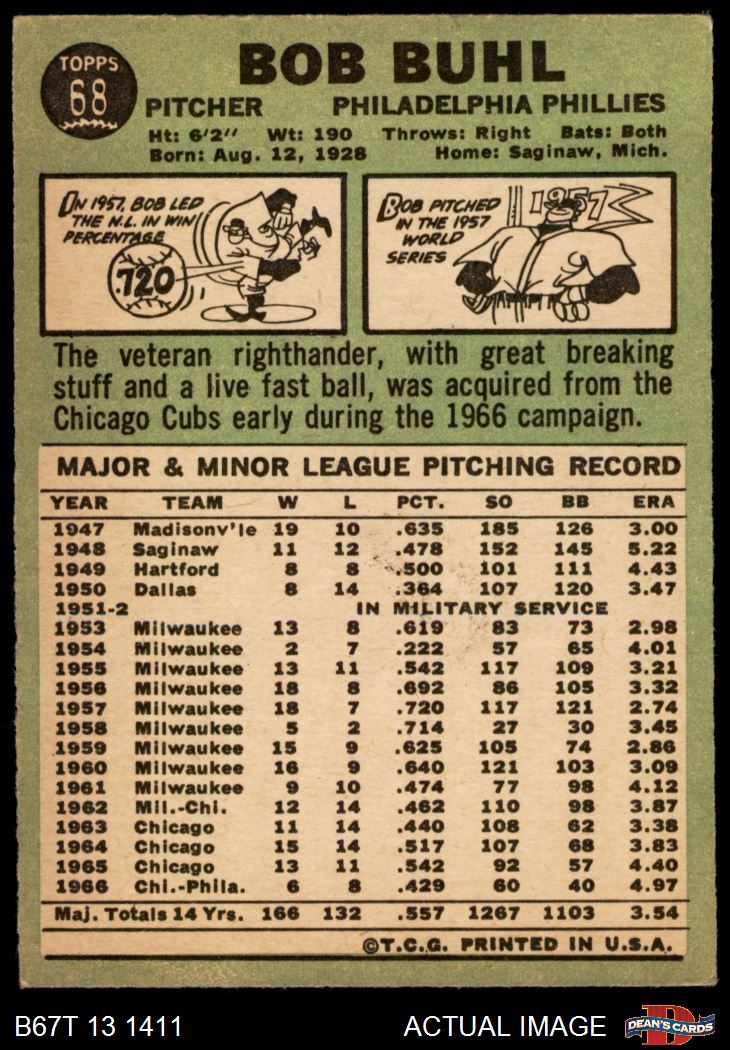 TOPPS
68
BOB BUHL
PITCHER PHILADELPHIA PHILLIES
Ht: 6'2" Wt: 190 Throws: Right Bats: Both
Born: Aug. 12, 1928 Home: Saginaw, Mich.
IN 1957, BOB LED
THE N.L. IN WIN
PERCENTAGE
.720
BOB PITCHED
IN THE 1957
WORLD
SERIES
1957
The veteran righthander, with great breaking
stuff and a live fast ball, was acquired from the
Chicago Cubs early during the 1966 campaign.
MAJOR & MINOR LEAGUE PITCHING RECORD
YEAR TEAM W L PCT. SO BB ERA
1947 Madisonv'le 19 10 .635 185 126 3.00
1948 Saginaw 11 12 .478 152 145 5.22
1949 Hartford 8 8 .500 101 111 4.43
1950 Dallas 8 14 .364 107 120 3.47
1951-2 IN MILITARY SERVICE
1953 Milwaukee 13 8 .619 83 73 2.98
1954 Milwaukee 2 7 .222 57 65 4.01
1955 Milwaukee 13 11 .542 117 109 3.21
1956 Milwaukee 18 8 .692 86 105 3.32
1957 Milwaukee 18 7 .720 117 121 2.74
1958 Milwaukee 5 2 .714 27 30 3.45
1959 Milwaukee 15 9 .625 105 74 2.86
1960 Milwaukee 16 9 .640 121 103 3.09
1961 Milwaukee 9 10 .474 77 98 4.12
1962 Mil.-Chi. 12 14 .462 110 98 3.87
1963 Chicago 11 14 .440 108 62 3.38
1964 Chicago 15 14 .517 107 68 3.83
1965 Chicago 13 11 .542 92 57 4.40
1966 Chi.-Phila. 6 8 .429 60 40 4.97
Maj. Totals 14 Yrs. 166 132 .557 1267 1103 3.54
©T.C.G. PRINTED IN U.S.A.
B67T 13 1411 ACTUAL IMAGE
D
DEAN'S CARDS